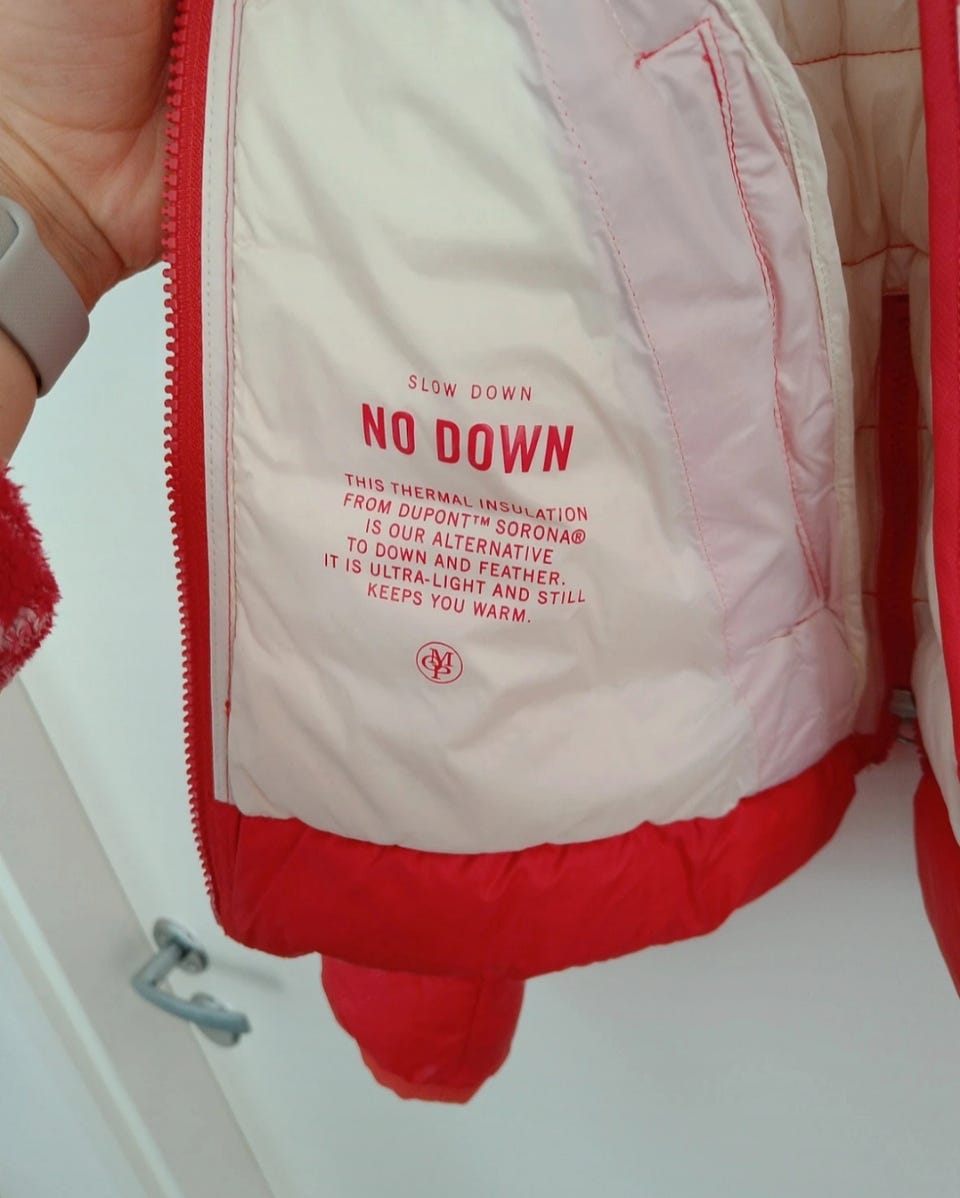 SLOW DOWN
NO DOWN
THIS THERMAL INSULATION
FROM DUPONT™ SORONA®
IS OUR ALTERNATIVE
TO DOWN AND FEATHER.
IT IS ULTRA-LIGHT AND STILL
KEEPS YOU WARM.
MOP